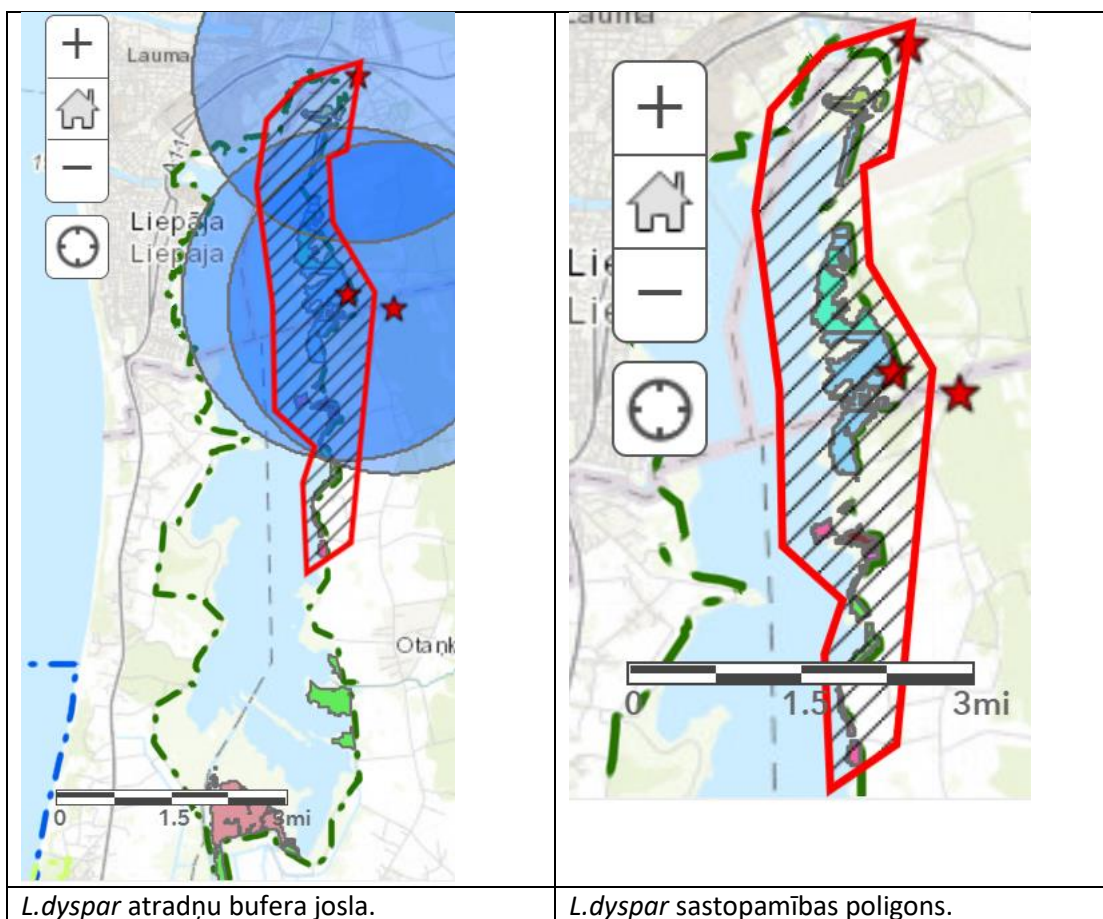 +
Lauma
−
Liepāja
Liepaja
Otaņk
0 1.5 3mi
L.dyspar atradņu bufera josla.
+
−
Lie
Li
0 1.5 3mi
L.dyspar sastopamības poligons.